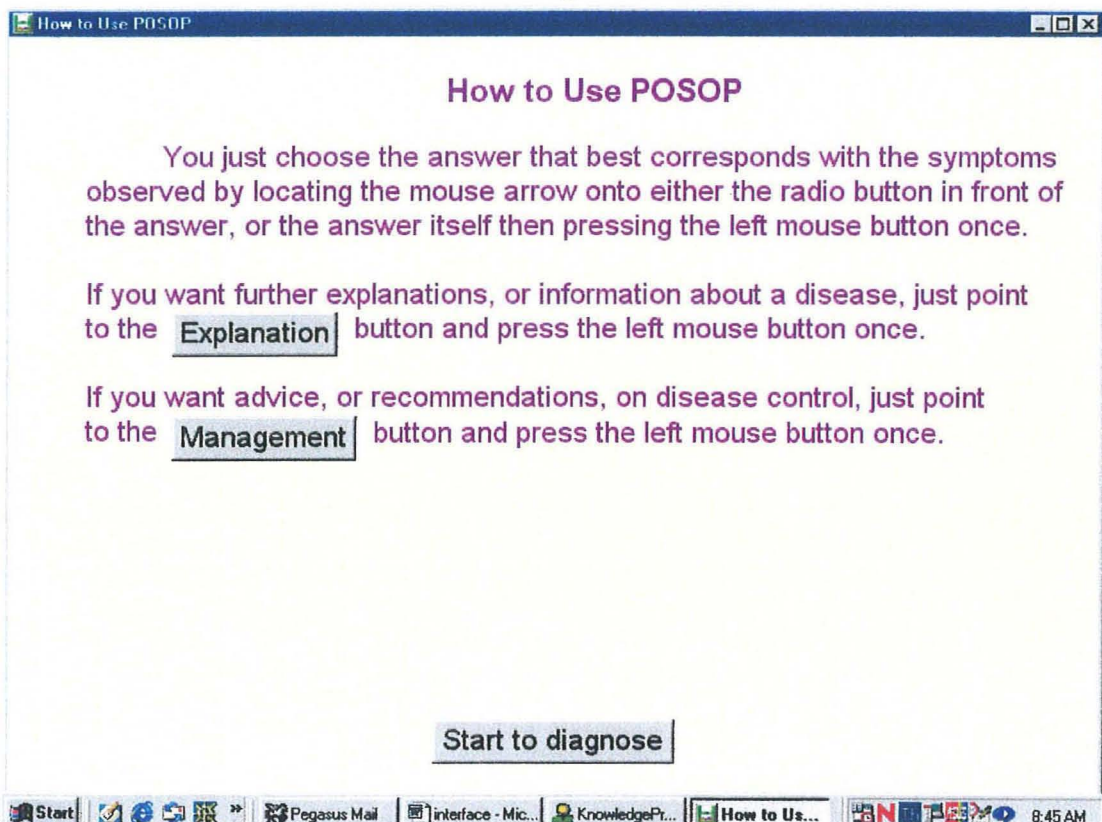 How to Use POSOP
How to Use POSOP
You just choose the answer that best corresponds with the symptoms
observed by locating the mouse arrow onto either the radio button in front of
the answer, or the answer itself then pressing the left mouse button once.
If you want further explanations, or information about a disease, just point
to the Explanation button and press the left mouse button once.
If you want advice, or recommendations, on disease control, just point
to the Management button and press the left mouse button once.
Start to diagnose
Start » Pegasus Mail interface - Mic... KnowledgePr... How to Us... N 8:45 AM